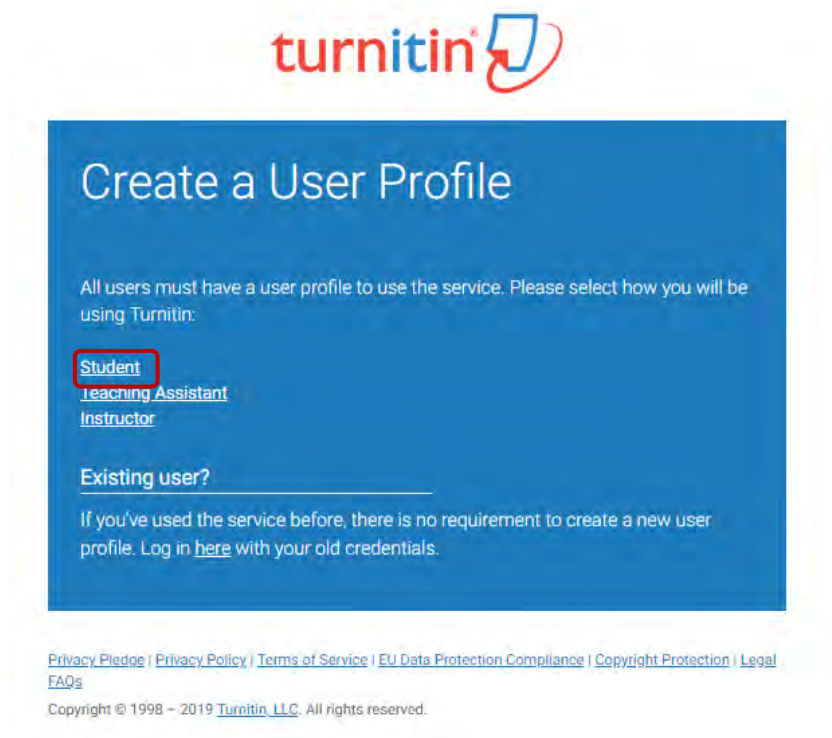 turnitin®
Create a User Profile
All users must have a user profile to use the service. Please select how you will be
using Turnitin:
Student
Teaching Assistant
Instructor
Existing user?
If you've used the service before, there is no requirement to create a new user
profile. Log in here with your old credentials.
Privacy Pledge | Privacy Policy | Terms of Service | EU Data Protection Compliance | Copyright Protection | Legal
FAQs
Copyright © 1998 – 2019 Turnitin, LLC. All rights reserved.